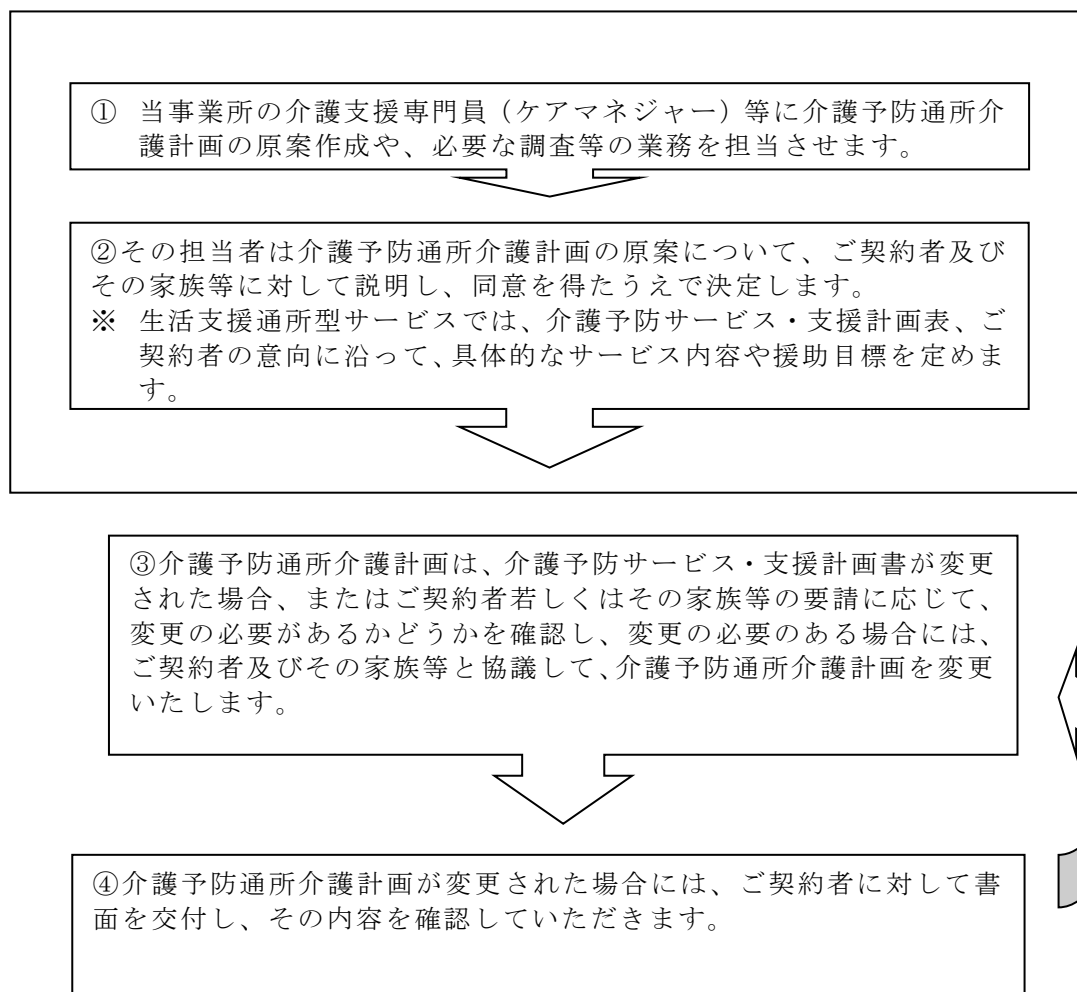 ① 当事業所の介護支援専門員（ケアマネジャー）等に介護予防通所介
護計画の原案作成や、必要な調査等の業務を担当させます。
②その担当者は介護予防通所介護計画の原案について、ご契約者及び
その家族等に対して説明し、同意を得たうえで決定します。
※ 生活支援通所型サービスでは、介護予防サービス・支援計画表、ご
契約者の意向に沿って、具体的なサービス内容や援助目標を定めま
す。
③介護予防通所介護計画は、介護予防サービス・支援計画書が変更
された場合、またはご契約者若しくはその家族等の要請に応じて、
変更の必要があるかどうかを確認し、変更の必要のある場合には、
ご契約者及びその家族等と協議して、介護予防通所介護計画を変更
いたします。
④介護予防通所介護計画が変更された場合には、ご契約者に対して書
面を交付し、その内容を確認していただきます。